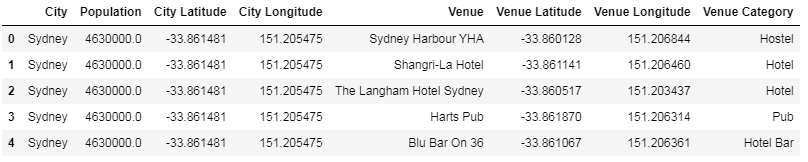 City Population City Latitude City Longitude Venue Venue Latitude Venue Longitude Venue Category
0 Sydney 4630000.0 -33.861481 151.205475 Sydney Harbour YHA -33.860128 151.206844 Hostel
1 Sydney 4630000.0 -33.861481 151.205475 Shangri-La Hotel -33.861141 151.206460 Hotel
2 Sydney 4630000.0 -33.861481 151.205475 The Langham Hotel Sydney -33.860517 151.203437 Hotel
3 Sydney 4630000.0 -33.861481 151.205475 Harts Pub -33.861870 151.206314 Pub
4 Sydney 4630000.0 -33.861481 151.205475 Blu Bar On 36 -33.861067 151.206361 Hotel Bar